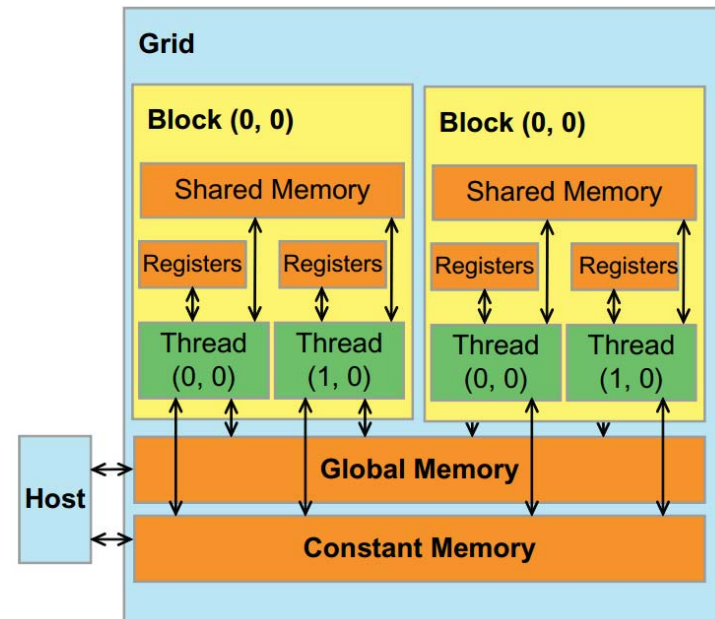 Grid
Block (0, 0)
Shared Memory
Registers
Registers
Thread
(0, 0)
Thread
(1, 0)
Block (0, 0)
Shared Memory
Registers
Registers
Thread
(0, 0)
Thread
(1, 0)
Host
Global Memory
Constant Memory